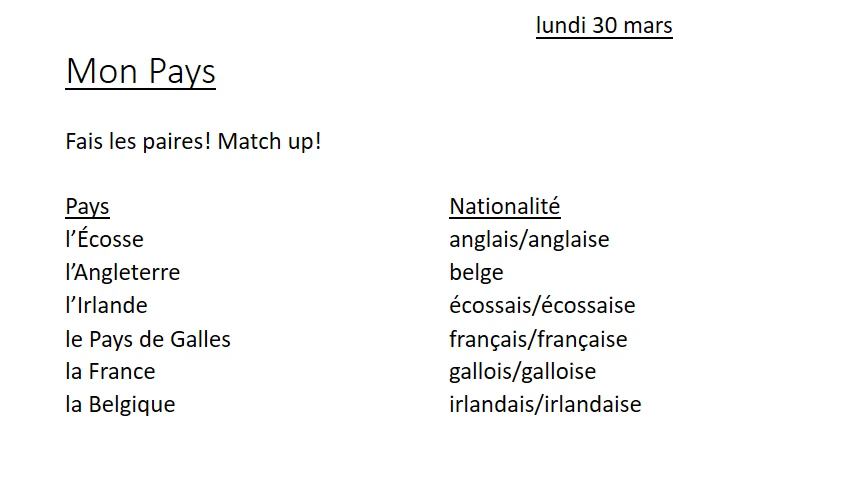 lundi 30 mars
Mon Pays
Fais les paires! Match up!
Pays
l’Écosse
l’Angleterre
l’Irlande
le Pays de Galles
la France
la Belgique
Nationalité
anglais/anglaise
belge
écossais/écossaise
français/française
gallois/galloise
irlandais/irlandaise